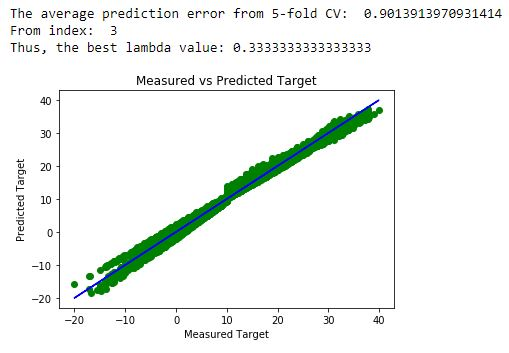 The average prediction error from 5-fold CV:  0.9013913970931414
From index:  3
Thus, the best lambda value: 0.3333333333333333
Measured vs Predicted Target
40
30
20
10
0
−10
−20
Predicted Target
−20 −10 0 10 20 30 40
Measured Target